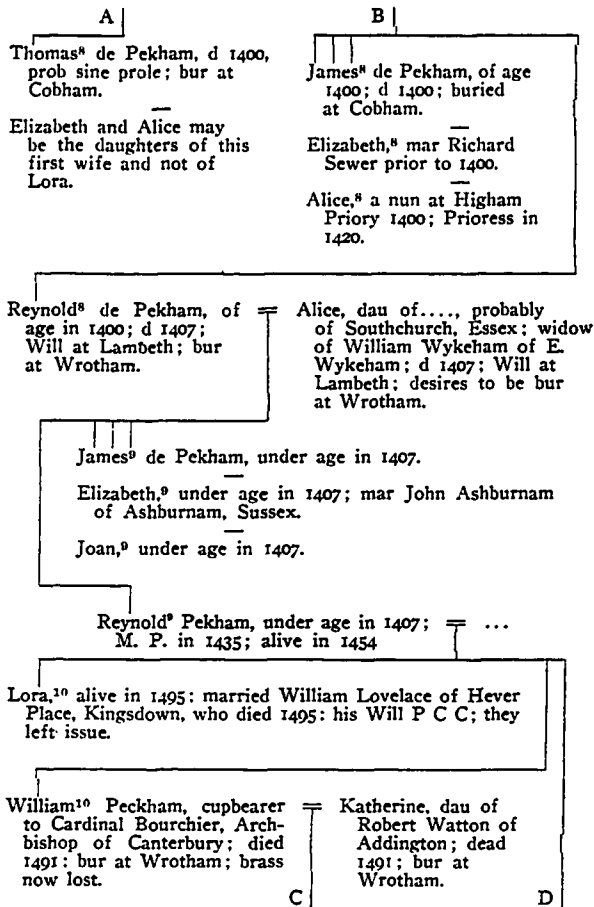 A
B
Thomas⁸ de Pekham, d 1400,
prob sine prole; bur at
Cobham.
Elizabeth and Alice may
be the daughters of this
first wife and not of
Lora.
James⁸ de Pekham, of age
1400; d 1400; buried
at Cobham.
Elizabeth,⁸ mar Richard
Sewer prior to 1400.
Alice,⁸ a nun at Higham
Priory 1400; Prioress in
1420.
Reynold⁸ de Pekham, of
age in 1400; d 1407;
Will at Lambeth; bur
at Wrotham.
=
Alice, dau of...., probably
of Southchurch, Essex; widow
of William Wykeham of E.
Wykeham; d 1407; Will at
Lambeth; desires to be bur
at Wrotham.
James⁹ de Pekham, under age in 1407.
Elizabeth,⁹ under age in 1407; mar John Ashburnam
of Ashburnam, Sussex.
Joan,⁹ under age in 1407.
Reynold⁹ Pekham, under age in 1407; = ...
M. P. in 1435; alive in 1454
Lora,¹⁰ alive in 1495: married William Lovelace of Hever
Place, Kingsdown, who died 1495: his Will P C C; they
left issue.
William¹⁰ Peckham, cupbearer
to Cardinal Bourchier, Arch-
bishop of Canterbury; died
1491: bur at Wrotham; brass
now lost.
=
Katherine, dau of
Robert Watton of
Addington; dead
1491; bur at
Wrotham.
C
D